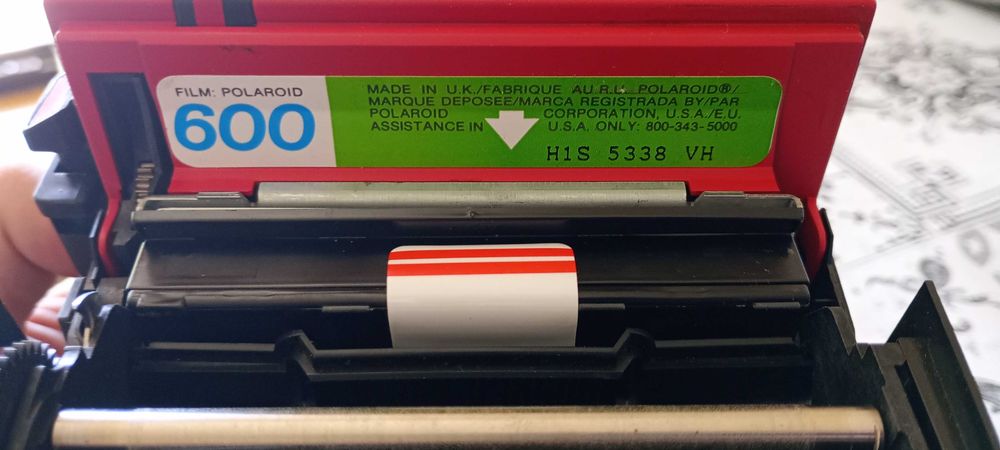 FILM: POLAROID
600
MADE IN U.K./FABRIQUE AU R.U. POLAROID®/
MARQUE DEPOSEE/MARCA REGISTRADA BY/PAR
POLAROID CORPORATION, U.S.A./E.U.
ASSISTANCE IN U.S.A. ONLY: 800-343-5000
H1S 5338 VH